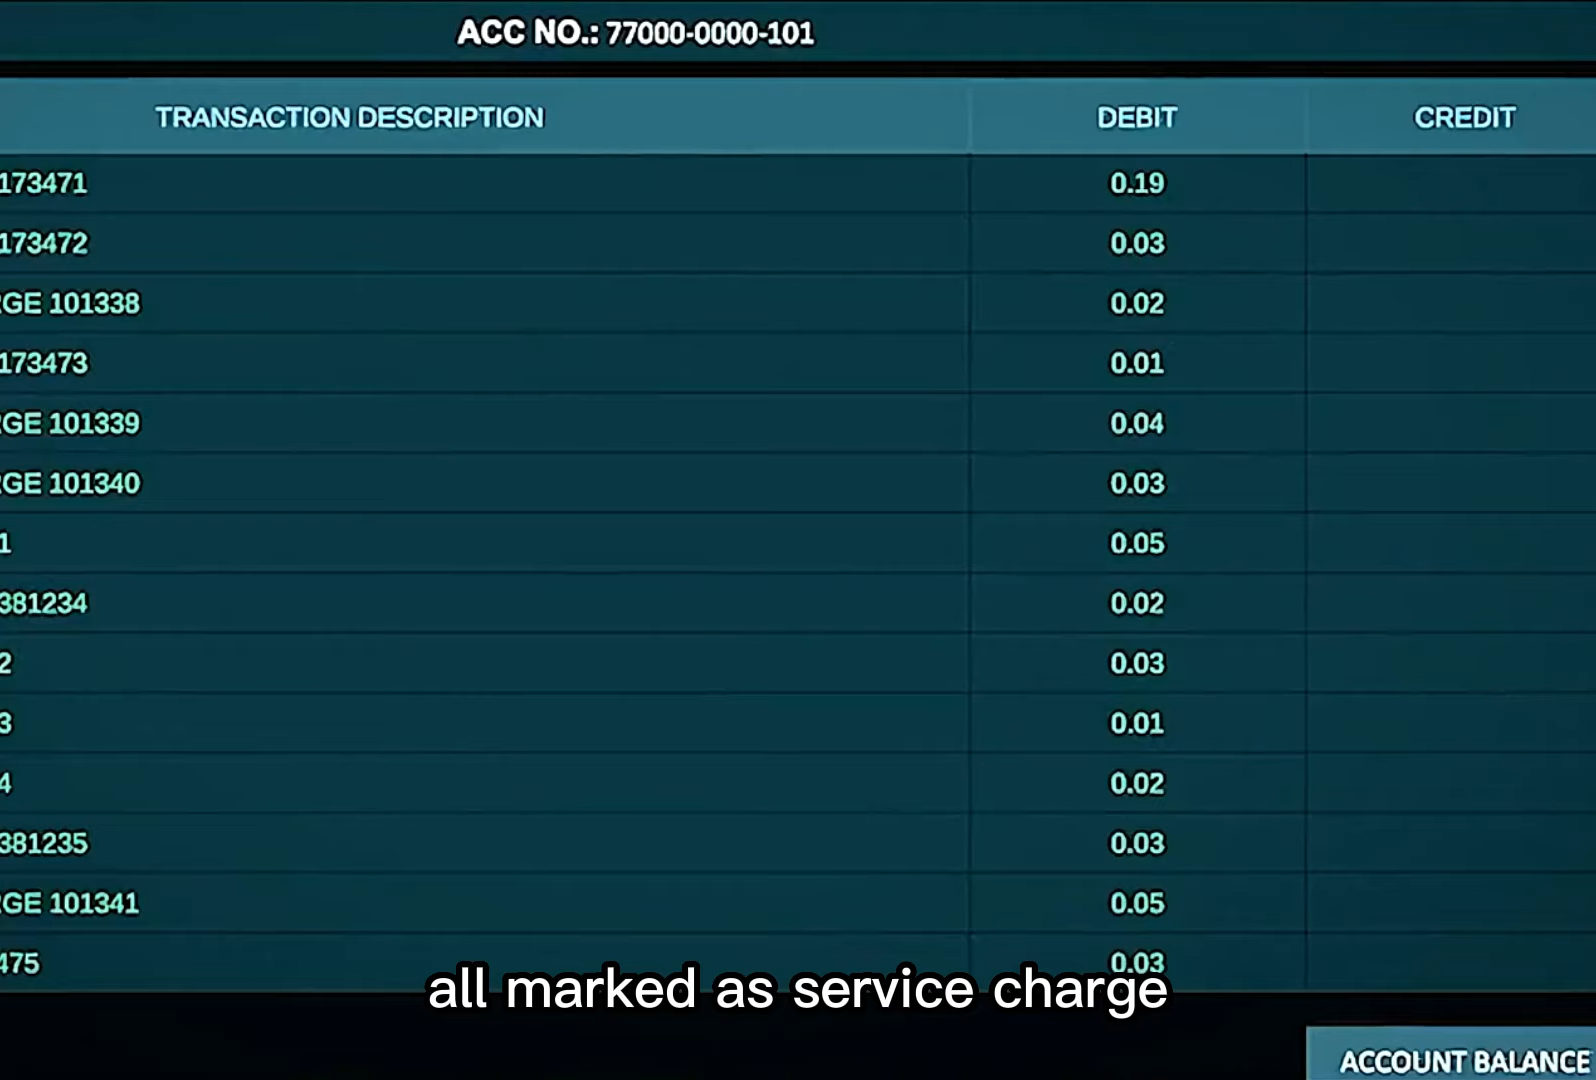 ACC NO.: 77000-0000-101
TRANSACTION DESCRIPTION DEBIT CREDIT
173471 0.19
173472 0.03
GE 101338 0.02
173473 0.01
GE 101339 0.04
GE 101340 0.03
1 0.05
381234 0.02
2 0.03
3 0.01
4 0.02
381235 0.03
GE 101341 0.05
475 0.03
all marked as service charge
ACCOUNT BALANCE